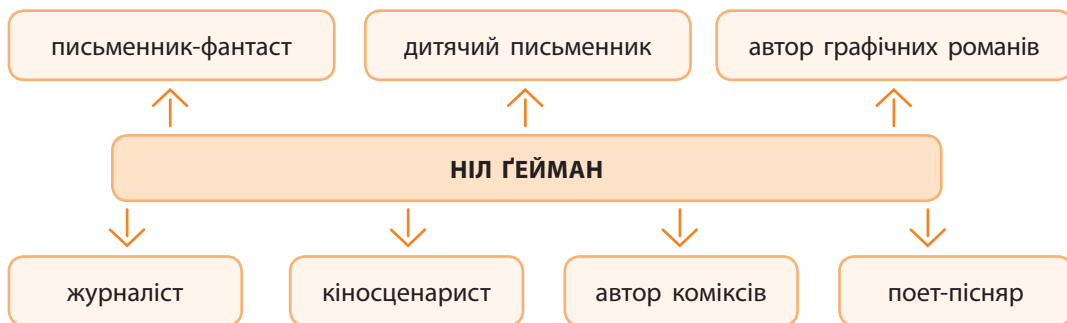 письменник-фантаст
дитячий письменник
автор графічних романів
НІЛ ҐЕЙМАН
журналіст
кіносценарист
автор коміксів
поет-пісняр